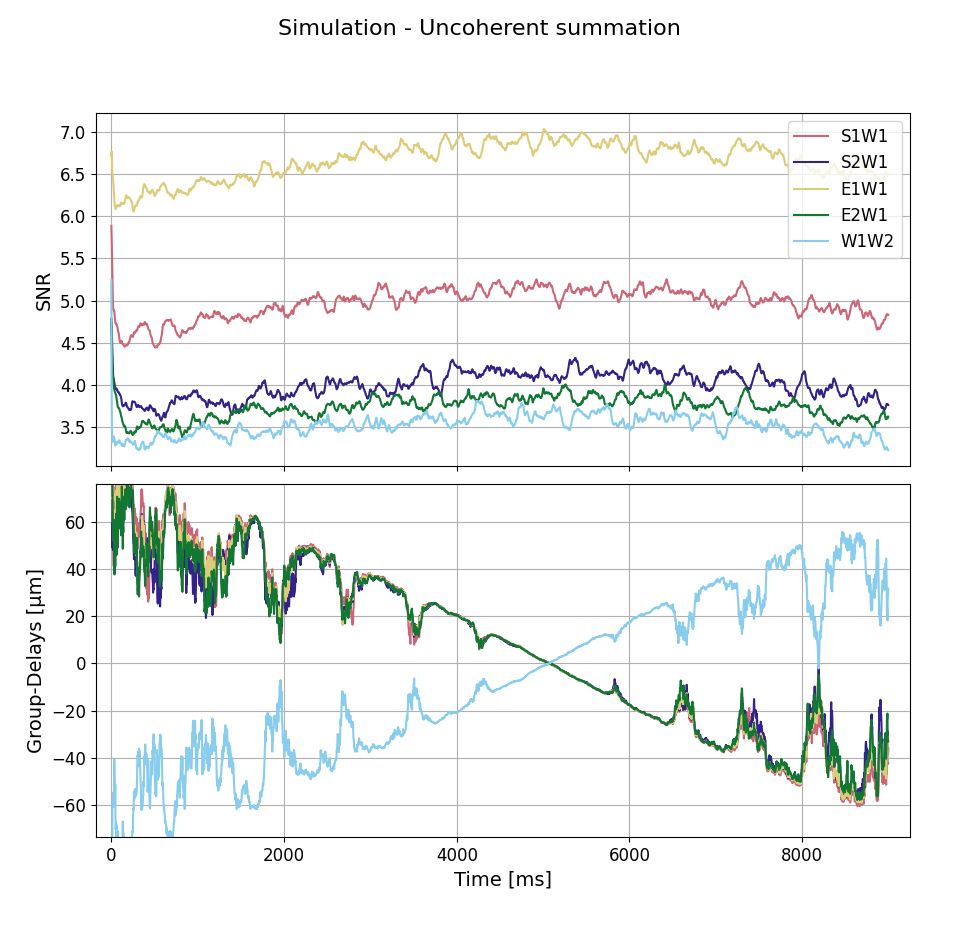 Simulation - Uncoherent summation
7.0
6.5
6.0
5.5
5.0
4.5
4.0
3.5
SNR
S1W1
S2W1
E1W1
E2W1
W1W2
60
40
20
0
−20
−40
−60
Group-Delays [μm]
0 2000 4000 6000 8000
Time [ms]